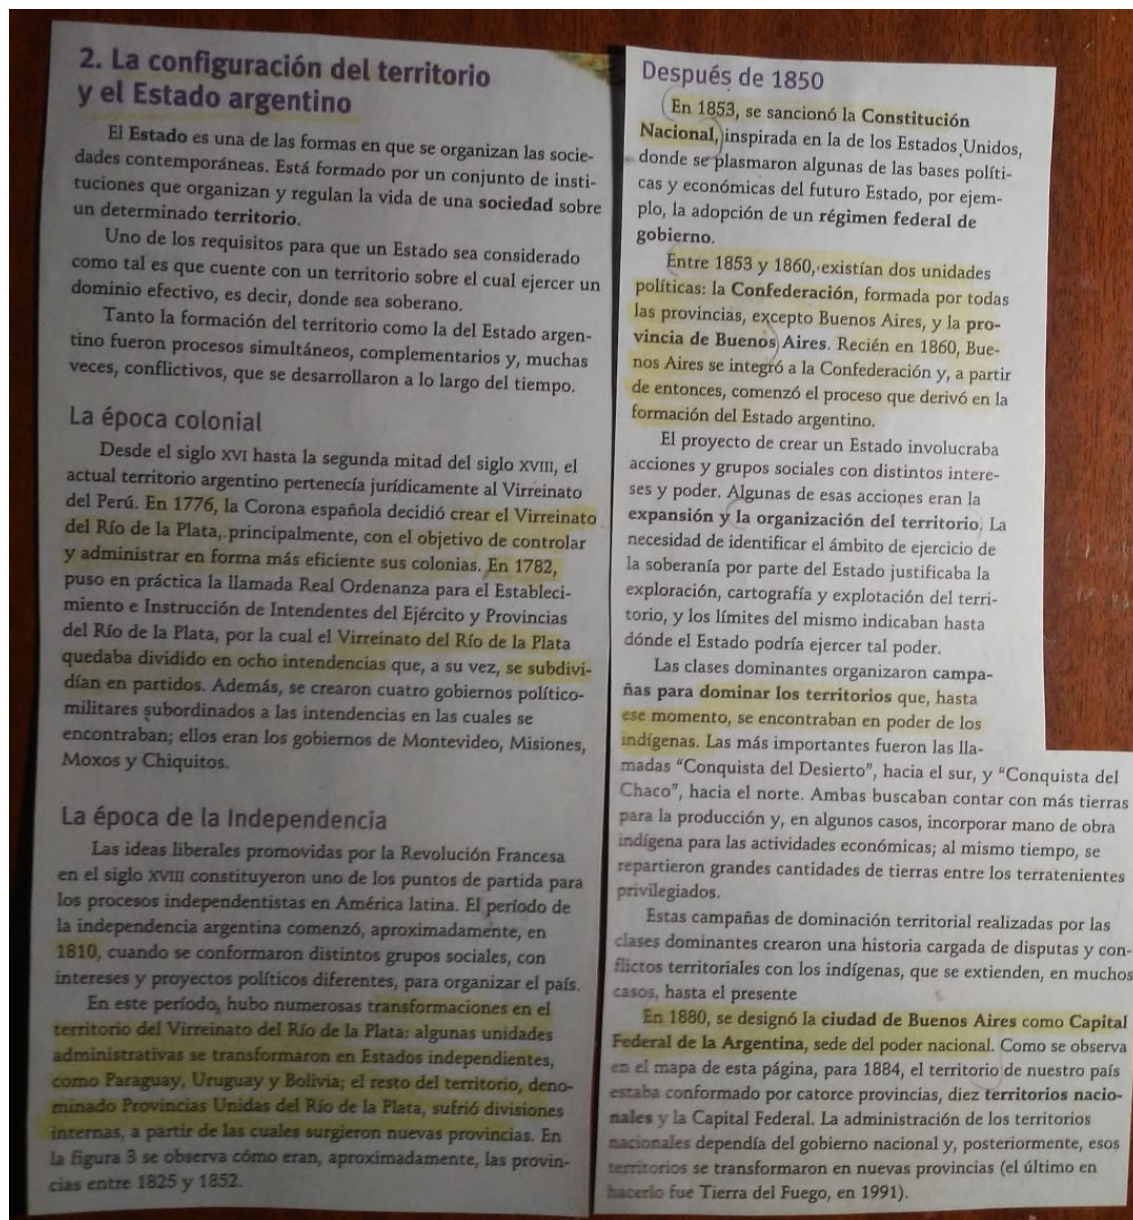 2. La configuración del territorio
y el Estado argentino
El Estado es una de las formas en que se organizan las socie-
dades contemporáneas. Está formado por un conjunto de insti-
tuciones que organizan y regulan la vida de una sociedad sobre
un determinado territorio.
Uno de los requisitos para que un Estado sea considerado
como tal es que cuente con un territorio sobre el cual ejercer un
dominio efectivo, es decir, donde sea soberano.
Tanto la formación del territorio como la del Estado argen-
tino fueron procesos simultáneos, complementarios y, muchas
veces, conflictivos, que se desarrollaron a lo largo del tiempo.
La época colonial
Desde el siglo XVI hasta la segunda mitad del siglo XVIII, el
actual territorio argentino pertenecía jurídicamente al Virreinato
del Perú. En 1776, la Corona española decidió crear el Virreinato
del Río de la Plata, principalmente, con el objetivo de controlar
y administrar en forma más eficiente sus colonias. En 1782,
puso en práctica la llamada Real Ordenanza para el Estableci-
miento e Instrucción de Intendentes del Ejército y Provincias
del Río de la Plata, por la cual el Virreinato del Río de la Plata
quedaba dividido en ocho intendencias que, a su vez, se subdivi-
dían en partidos. Además, se crearon cuatro gobiernos político-
militares subordinados a las intendencias en las cuales se
encontraban; ellos eran los gobiernos de Montevideo, Misiones,
Moxos y Chiquitos.
La época de la Independencia
Las ideas liberales promovidas por la Revolución Francesa
en el siglo XVIII constituyeron uno de los puntos de partida para
los procesos independentistas en América latina. El período de
la independencia argentina comenzó, aproximadamente, en
1810, cuando se conformaron distintos grupos sociales, con
intereses y proyectos políticos diferentes, para organizar el país.
En este período, hubo numerosas transformaciones en el
territorio del Virreinato del Río de la Plata: algunas unidades
administrativas se transformaron en Estados independientes,
como Paraguay, Uruguay y Bolivia; el resto del territorio, deno-
minado Provincias Unidas del Río de la Plata, sufrió divisiones
internas, a partir de las cuales surgieron nuevas provincias. En
la figura 3 se observa cómo eran, aproximadamente, las provin-
cias entre 1825 y 1852.
Después de 1850
En 1853, se sancionó la Constitución
Nacional, inspirada en la de los Estados Unidos,
donde se plasmaron algunas de las bases políti-
cas y económicas del futuro Estado, por ejem-
plo, la adopción de un régimen federal de
gobierno.
Entre 1853 y 1860, existían dos unidades
políticas: la Confederación, formada por todas
las provincias, excepto Buenos Aires, y la pro-
vincia de Buenos Aires. Recién en 1860, Bue-
nos Aires se integró a la Confederación y, a partir
de entonces, comenzó el proceso que derivó en la
formación del Estado argentino.
El proyecto de crear un Estado involucraba
acciones y grupos sociales con distintos intere-
ses y poder. Algunas de esas acciones eran la
expansión y la organización del territorio. La
necesidad de identificar el ámbito de ejercicio de
la soberanía por parte del Estado justificaba la
exploración, cartografía y explotación del terri-
torio, y los límites del mismo indicaban hasta
dónde el Estado podría ejercer tal poder.
Las clases dominantes organizaron campa-
ñas para dominar los territorios que, hasta
ese momento, se encontraban en poder de los
indígenas. Las más importantes fueron las lla-
madas "Conquista del Desierto", hacia el sur, y "Conquista del
Chaco", hacia el norte. Ambas buscaban contar con más tierras
para la producción y, en algunos casos, incorporar mano de obra
indígena para las actividades económicas; al mismo tiempo, se
repartieron grandes cantidades de tierras entre los terratenientes
privilegiados.
Estas campañas de dominación territorial realizadas por las
clases dominantes crearon una historia cargada de disputas y con-
flictos territoriales con los indígenas, que se extienden, en muchos
casos, hasta el presente
En 1880, se designó la ciudad de Buenos Aires como Capital
Federal de la Argentina, sede del poder nacional. Como se observa
en el mapa de esta página, para 1884, el territorio de nuestro país
estaba conformado por catorce provincias, diez territorios nacio-
nales y la Capital Federal. La administración de los territorios
nacionales dependía del gobierno nacional y, posteriormente, esos
territorios se transformaron en nuevas provincias (el último en
hacerlo fue Tierra del Fuego, en 1991).